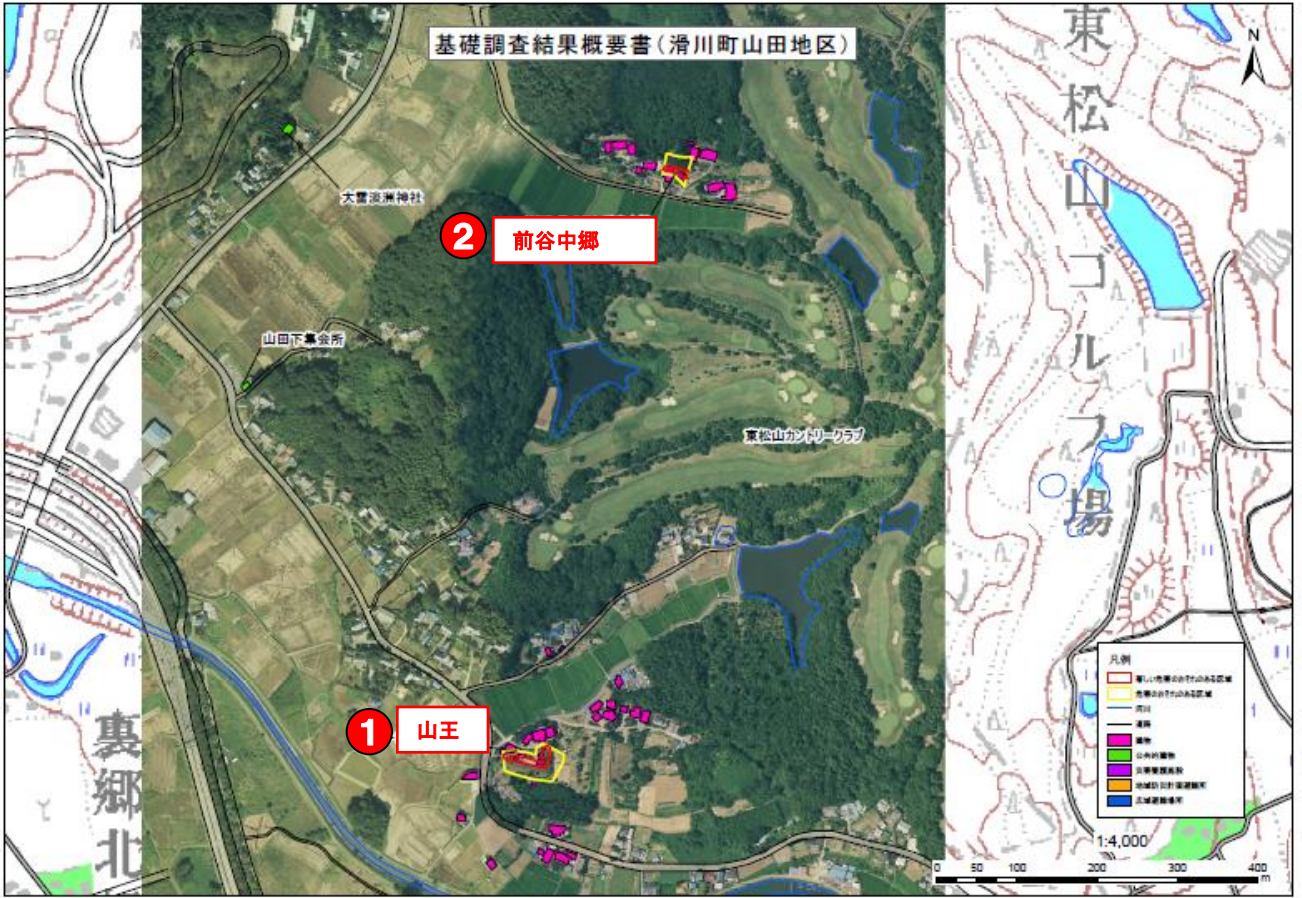 基礎調査結果概要書(滑川町山田地区)
N
東松山ゴルフ場
大雷淡洲神社
② 前谷中郷
山田下集会所
東松山カントリークラブ
① 山王
裏郷北
凡例
著しい危害のおそれのある区域
危害のおそれのある区域
河川
道路
建物
公共的建物
災害要援護施設
地域防災計画避難所
広域避難場所
1:4,000
0 50 100 200 300 400
m